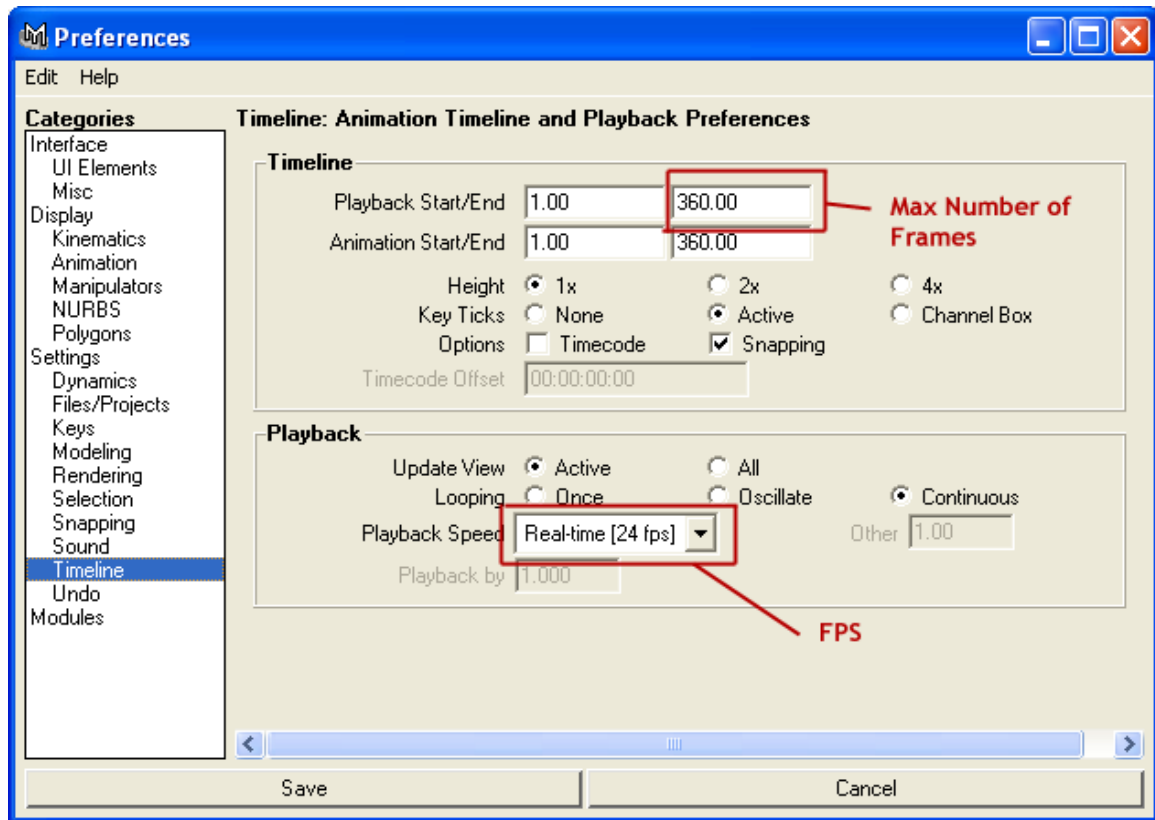 Preferences
Edit Help
Categories
Interface
UI Elements
Misc
Display
Kinematics
Animation
Manipulators
NURBS
Polygons
Settings
Dynamics
Files/Projects
Keys
Modeling
Rendering
Selection
Snapping
Sound
Timeline
Undo
Modules
Timeline: Animation Timeline and Playback Preferences
Timeline
Playback Start/End 1.00 360.00
Max Number of
Frames
Animation Start/End 1.00 360.00
Height 1x 2x 4x
Key Ticks None Active Channel Box
Options Timecode Snapping
Timecode Offset 00:00:00:00
Playback
Update View Active All
Looping Once Oscillate Continuous
Playback Speed Real-time [24 fps] Other 1.00
Playback by 1.000
FPS
Save Cancel